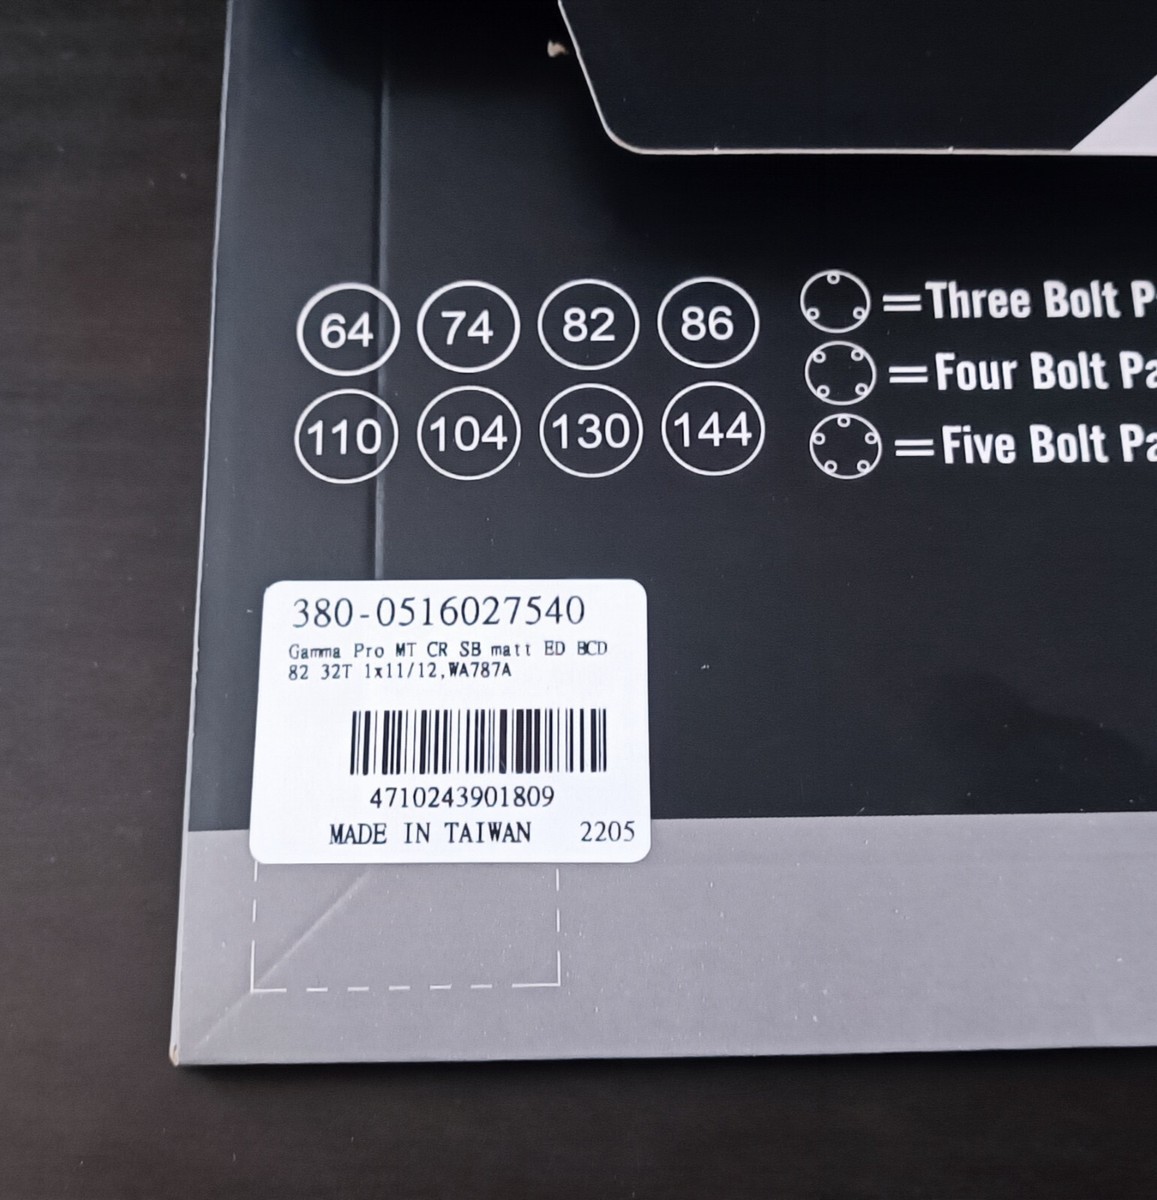 64 74 82 86
110 104 130 144
=Three Bolt P
=Four Bolt Pa
=Five Bolt Pa
380-0516027540
Gamma Pro MT CR SB matt ED BCD
82 32T 1x11/12,WA787A
4710243901809
MADE IN TAIWAN 2205